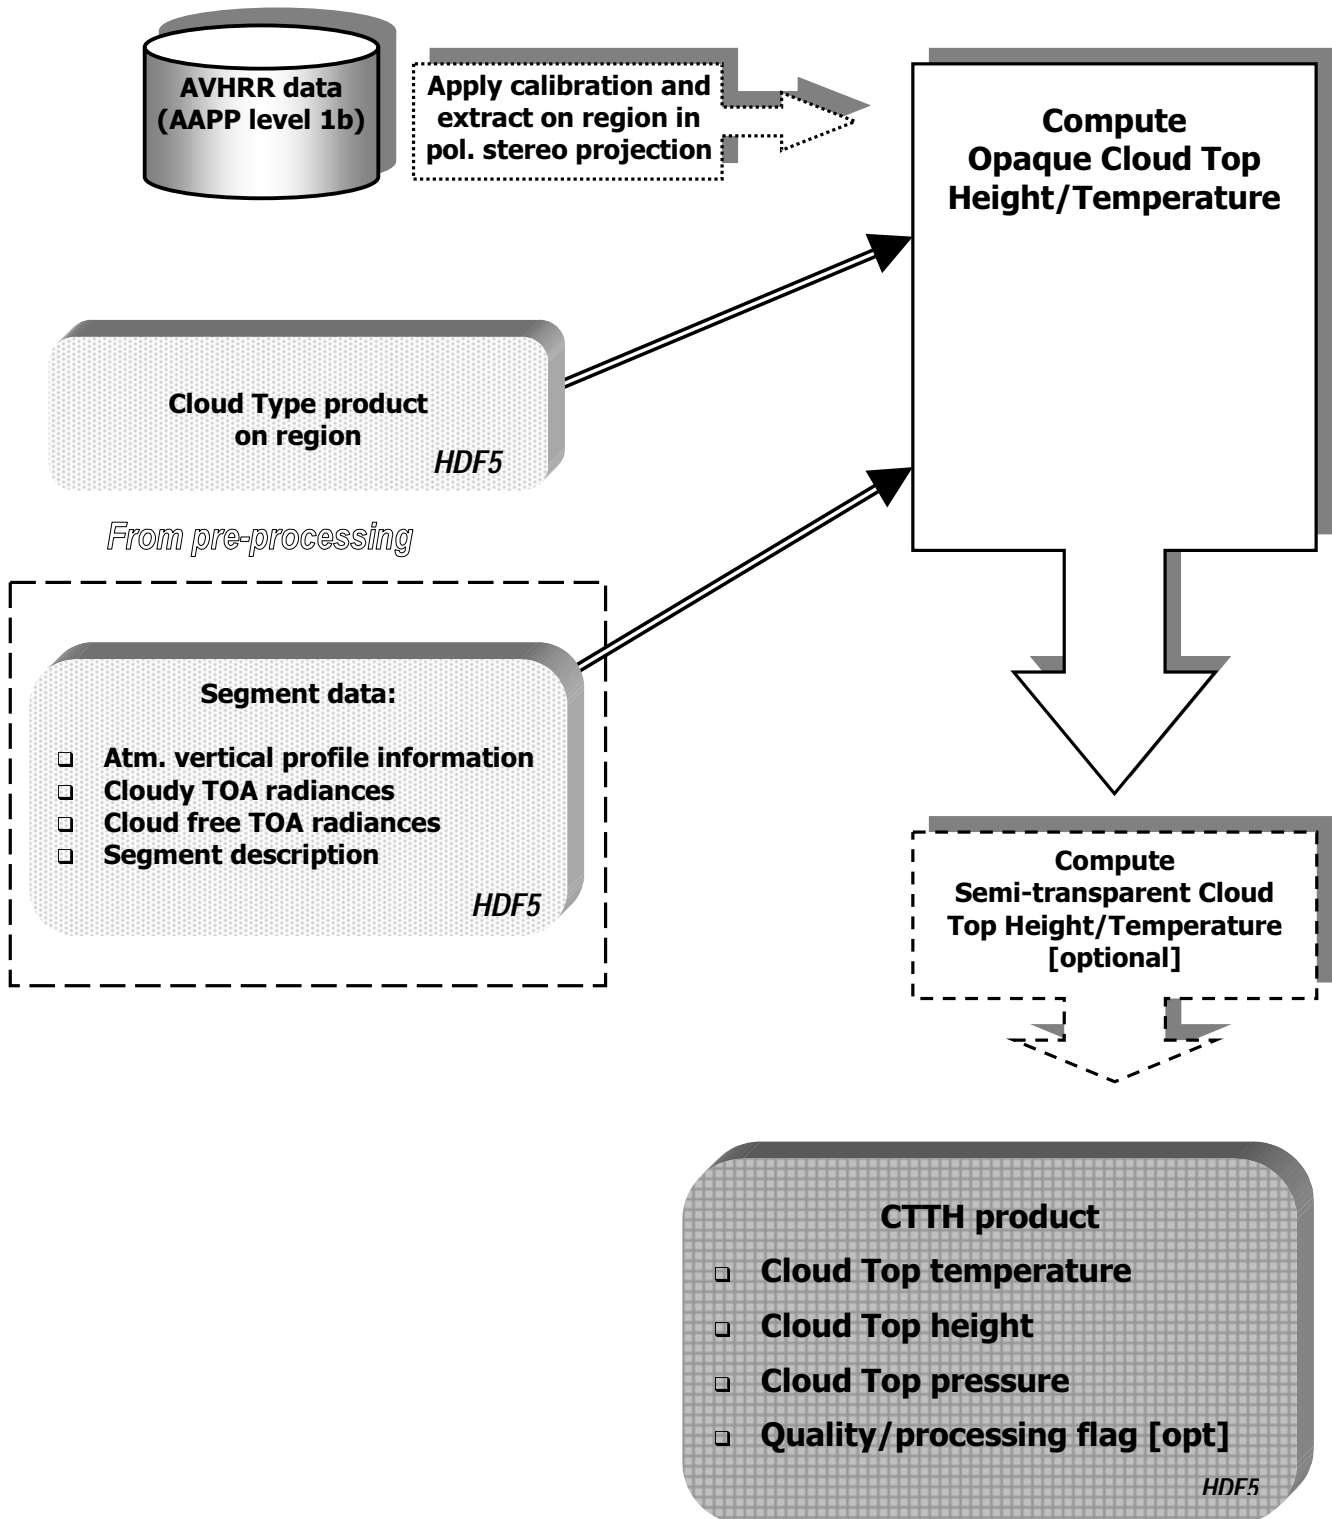 AVHRR data
(AAPP level 1b)
Apply calibration and
extract on region in
pol. stereo projection
Compute
Opaque Cloud Top
Height/Temperature
Cloud Type product
on region
HDF5
From pre-processing
Segment data:
Atm. vertical profile information
Cloudy TOA radiances
Cloud free TOA radiances
Segment description
HDF5
Compute
Semi-transparent Cloud
Top Height/Temperature
[optional]
CTTH product
Cloud Top temperature
Cloud Top height
Cloud Top pressure
Quality/processing flag [opt]
HDF5